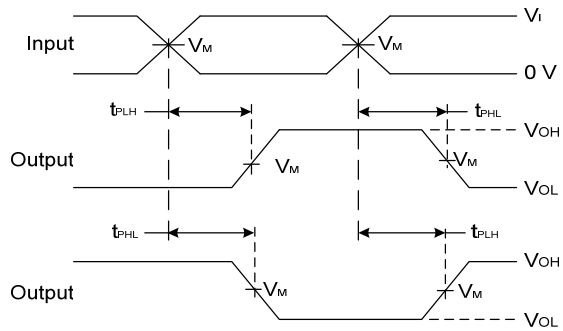 VI
Input VM VM
0 V
tPLH tPHL
VOH
Output VM VM
VOL
tPHL tPLH
VOH
Output VM VM
VOL